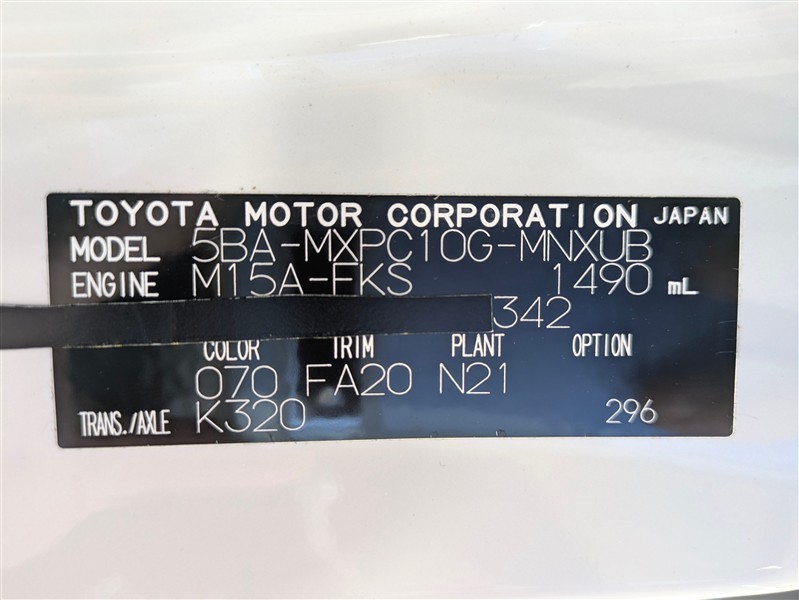 TOYOTA MOTOR CORPORATION JAPAN
MODEL 5BA-MXPC10G-MNXUB
ENGINE M15A-FKS 1490 mL
342
COLOR TRIM PLANT OPTION
070 FA20 N21
TRANS./AXLE K320 296